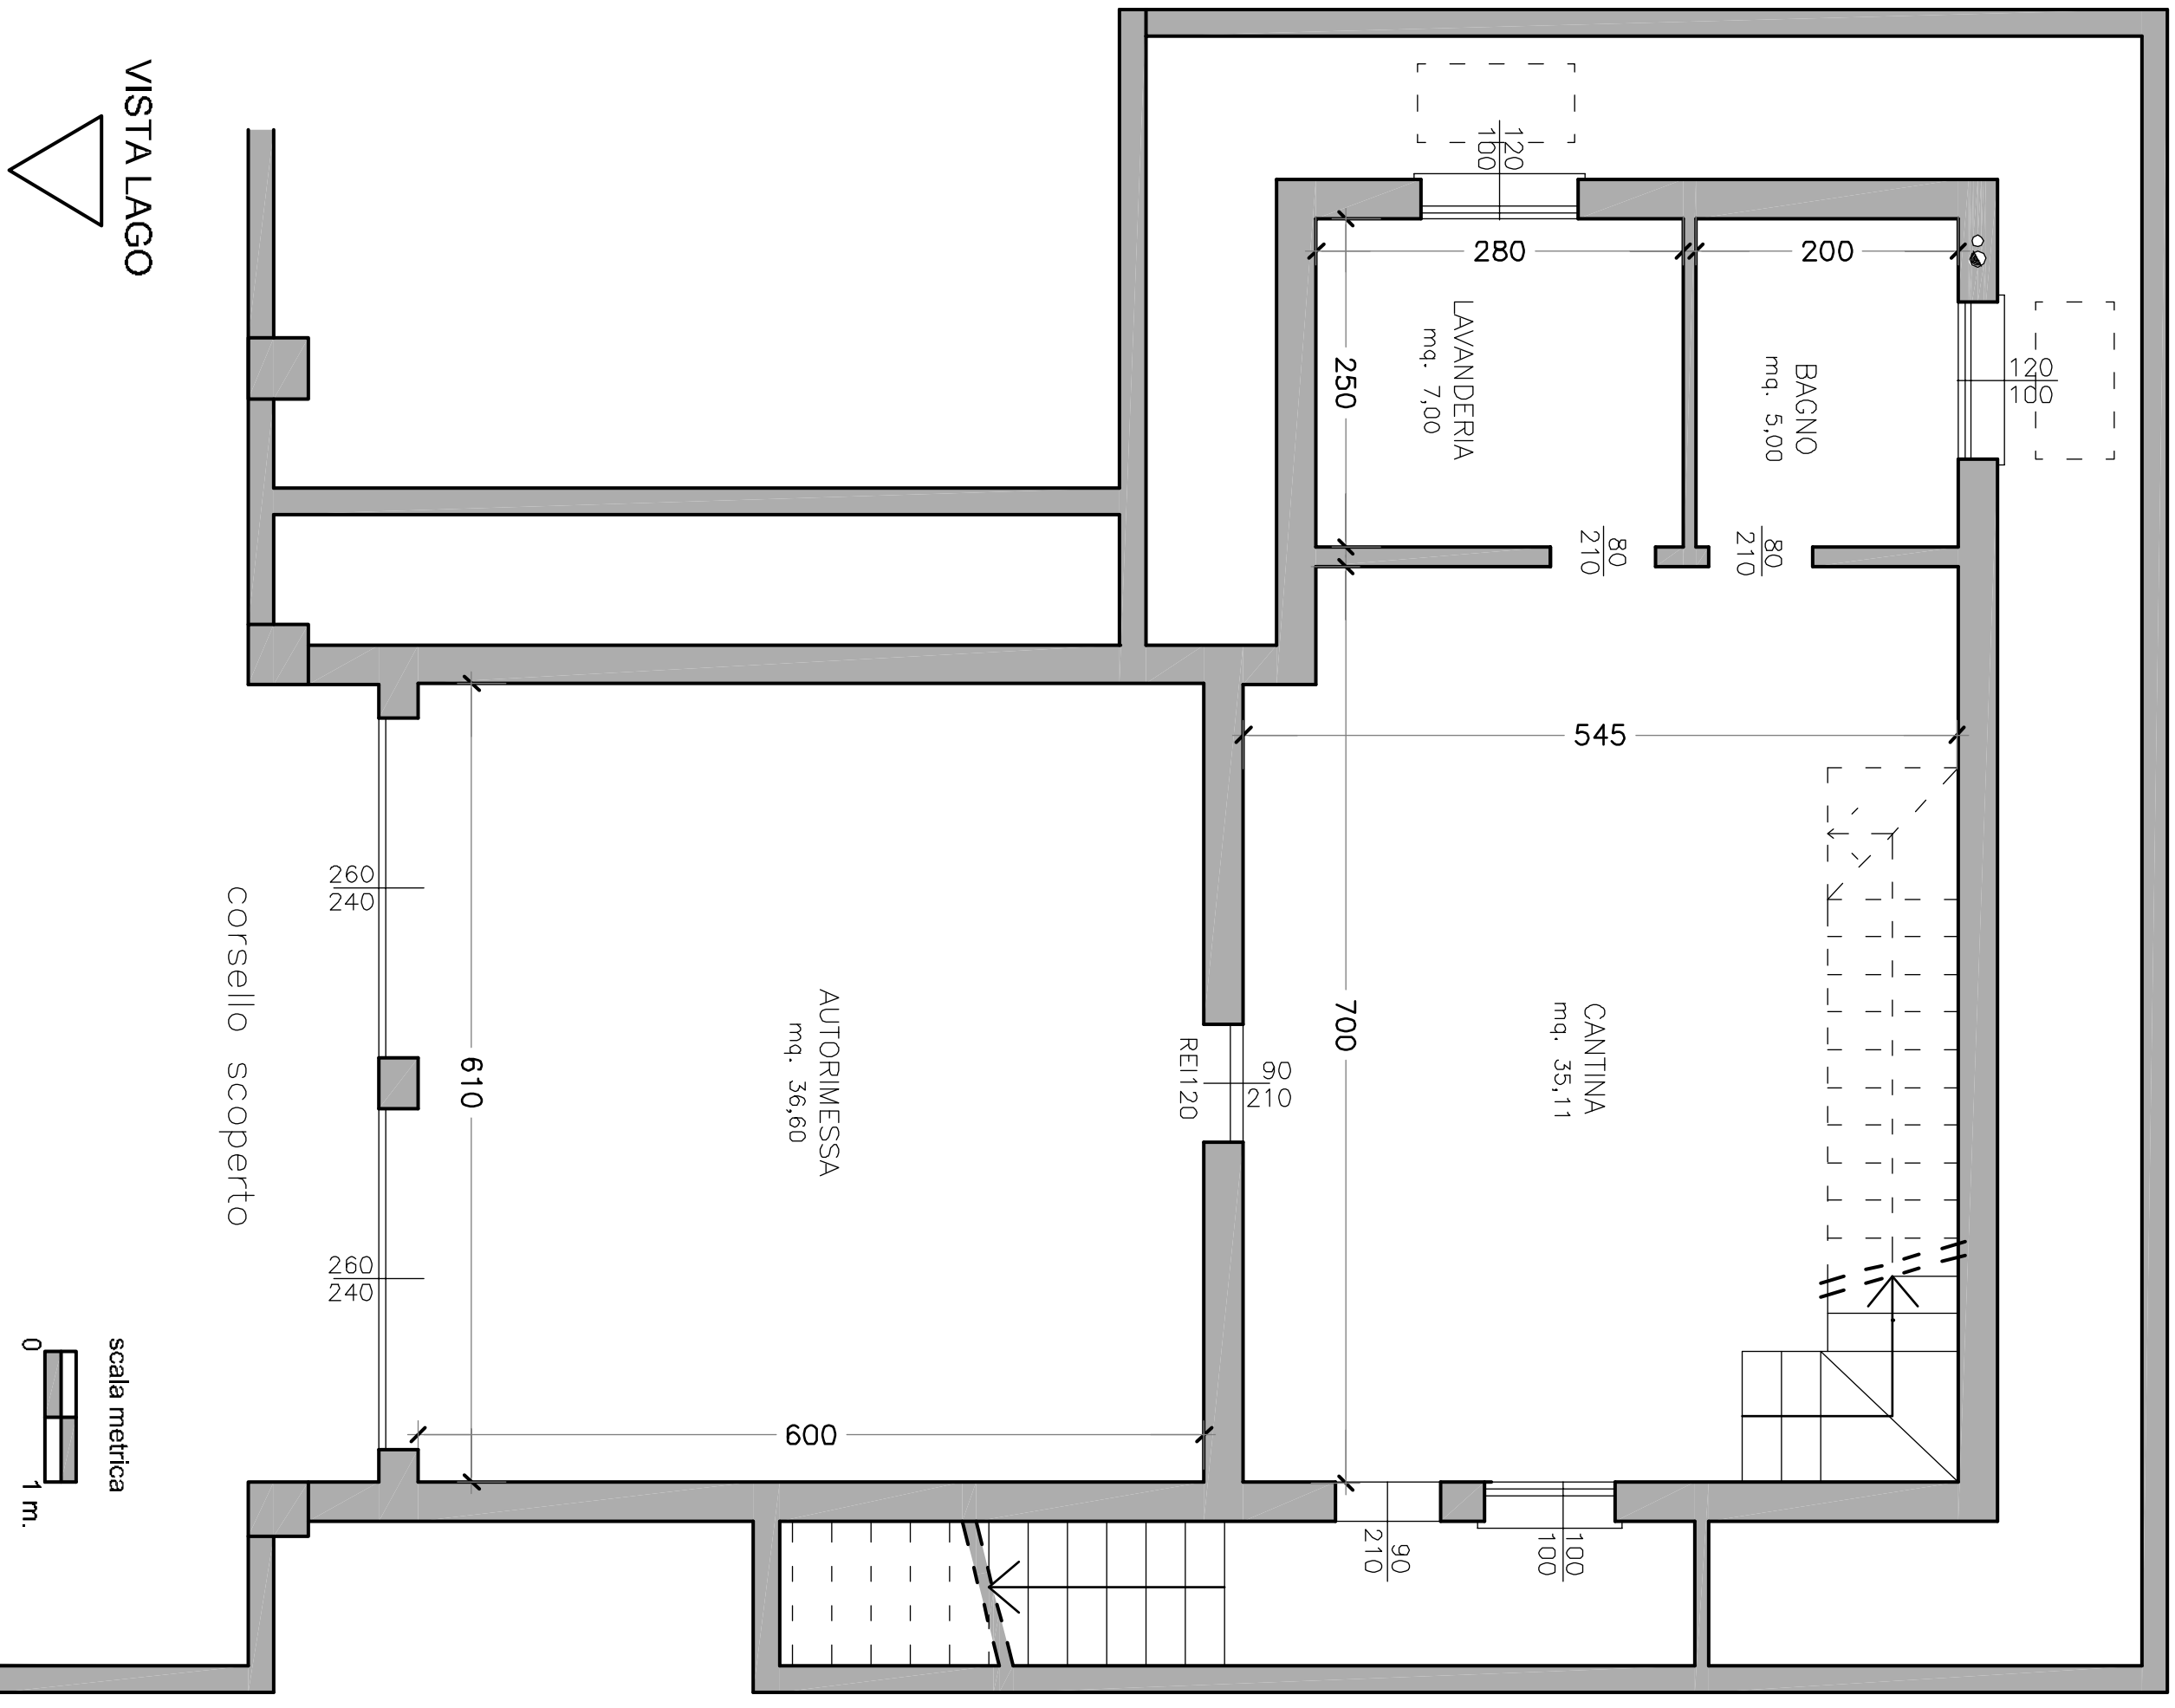 VISTA LAGO
120
100
280
200
250
LAVANDERIA
mq. 7,00
BAGNO
mq. 5,00
120
100
80
210
80
210
545
700
CANTINA
mq. 35,11
90
210
REI120
AUTORIMESSA
mq. 36,60
610
600
260
240
260
240
corsello scoperto
90
210
100
100
scala metrica
0
1 m.